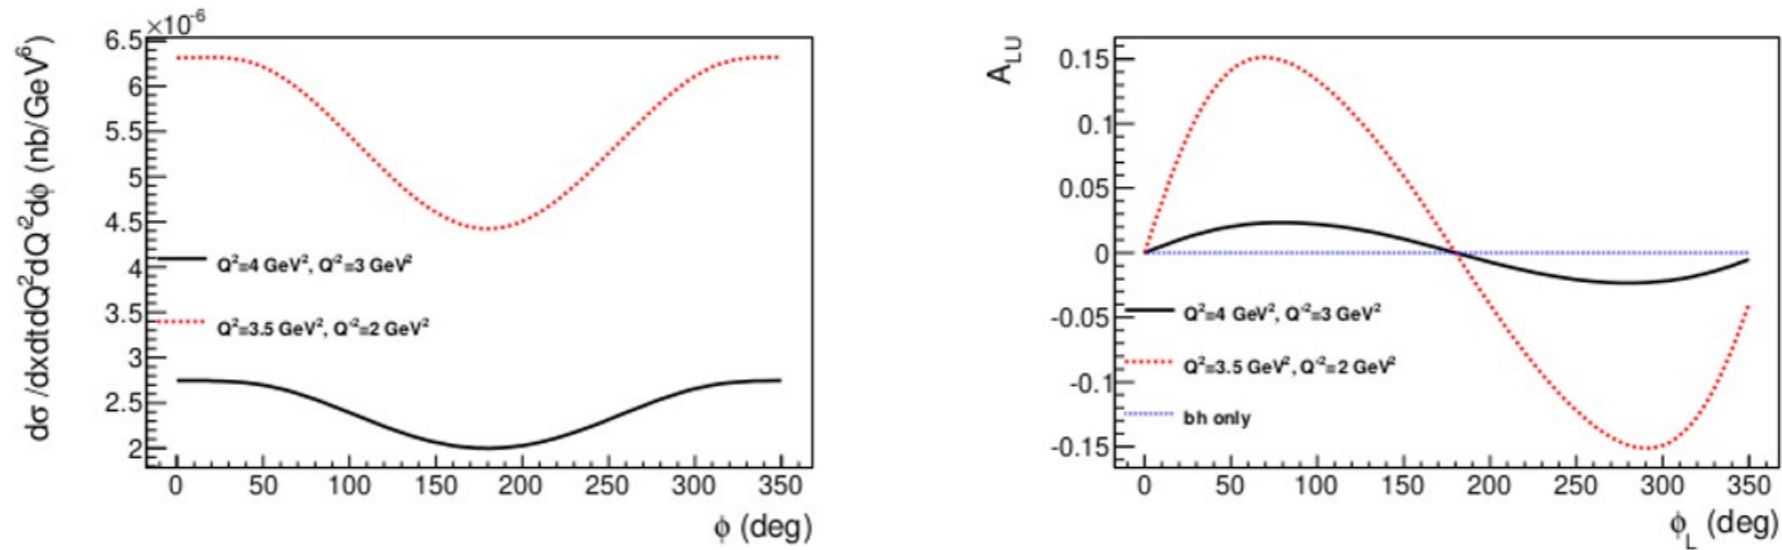 ×10⁻⁶
dσ/dxdtdQ²dQ'²dϕ (nb/GeV⁶)
6.5
6
5.5
5
4.5
4
3.5
3
2.5
2
Q²=4 GeV², Q'²=3 GeV²
Q²=3.5 GeV², Q'²=2 GeV²
0 50 100 150 200 250 300 350
ϕ (deg)
A_LU
0.15
0.1
0.05
0
-0.05
-0.1
-0.15
Q²=4 GeV², Q'²=3 GeV²
Q²=3.5 GeV², Q'²=2 GeV²
bh only
0 50 100 150 200 250 300 350
ϕ_L (deg)